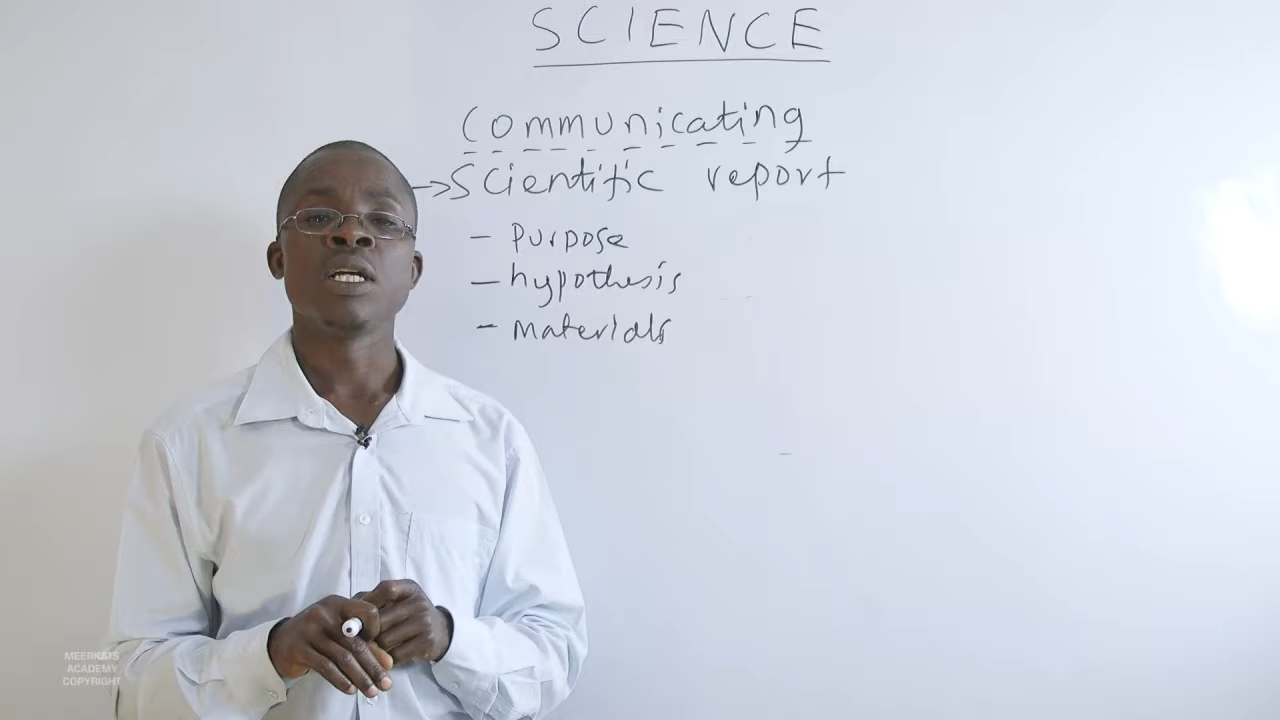 SCIENCE
Communicating
→ Scientific report
- purpose
- hypothesis
- materials
MEERKATS
ACADEMY
COPYRIGHT